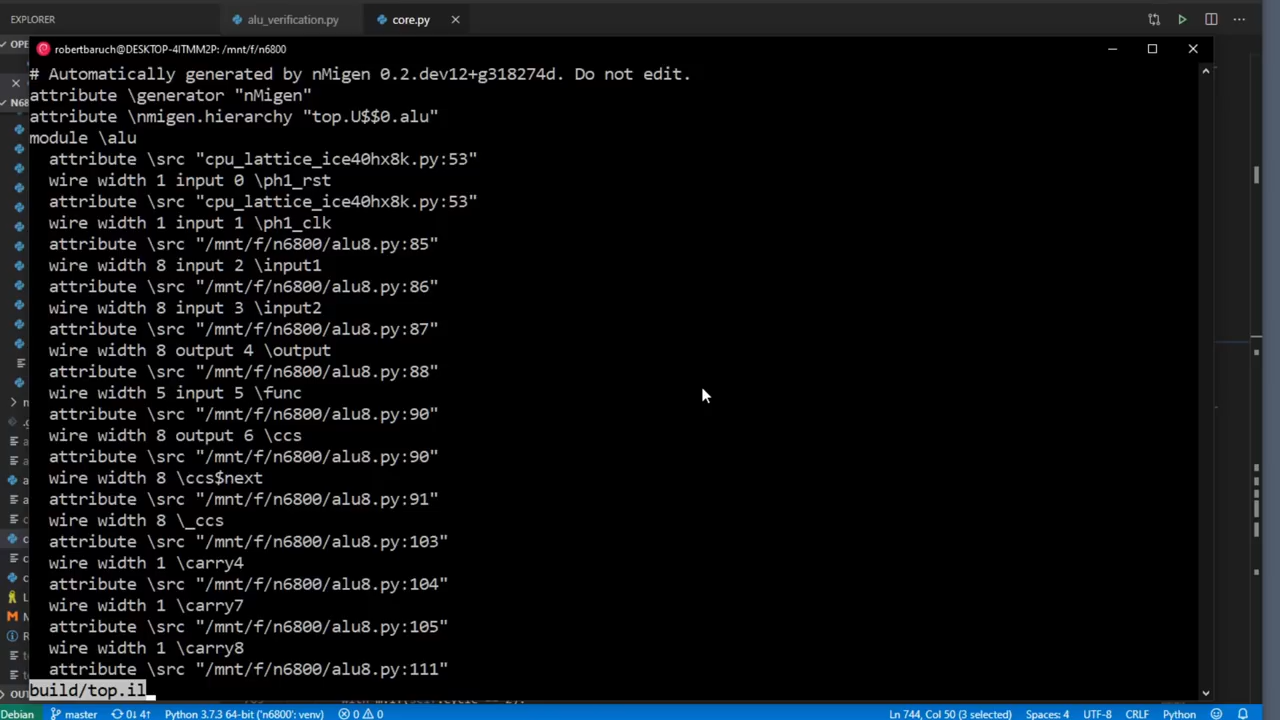 EXPLORER
alu_verification.py
core.py
robertbaruch@DESKTOP-4ITMM2P: /mnt/f/n6800
# Automatically generated by nMigen 0.2.dev12+g318274d. Do not edit.
attribute \generator "nMigen"
attribute \nmigen.hierarchy "top.U$$0.alu"
module \alu
attribute \src "cpu_lattice_ice40hx8k.py:53"
wire width 1 input 0 \ph1_rst
attribute \src "cpu_lattice_ice40hx8k.py:53"
wire width 1 input 1 \ph1_clk
attribute \src "/mnt/f/n6800/alu8.py:85"
wire width 8 input 2 \input1
attribute \src "/mnt/f/n6800/alu8.py:86"
wire width 8 input 3 \input2
attribute \src "/mnt/f/n6800/alu8.py:87"
wire width 8 output 4 \output
attribute \src "/mnt/f/n6800/alu8.py:88"
wire width 5 input 5 \func
attribute \src "/mnt/f/n6800/alu8.py:90"
wire width 8 output 6 \ccs
attribute \src "/mnt/f/n6800/alu8.py:90"
wire width 8 \ccs$next
attribute \src "/mnt/f/n6800/alu8.py:91"
wire width 8 \_ccs
attribute \src "/mnt/f/n6800/alu8.py:103"
wire width 1 \carry4
attribute \src "/mnt/f/n6800/alu8.py:104"
wire width 1 \carry7
attribute \src "/mnt/f/n6800/alu8.py:105"
wire width 1 \carry8
attribute \src "/mnt/f/n6800/alu8.py:111"
build/top.il
Debian master 0↓ 4↑ Python 3.7.3 64-bit ('n6800': venv) 0 0 Ln 744, Col 50 (3 selected) Spaces: 4 UTF-8 CRLF Python